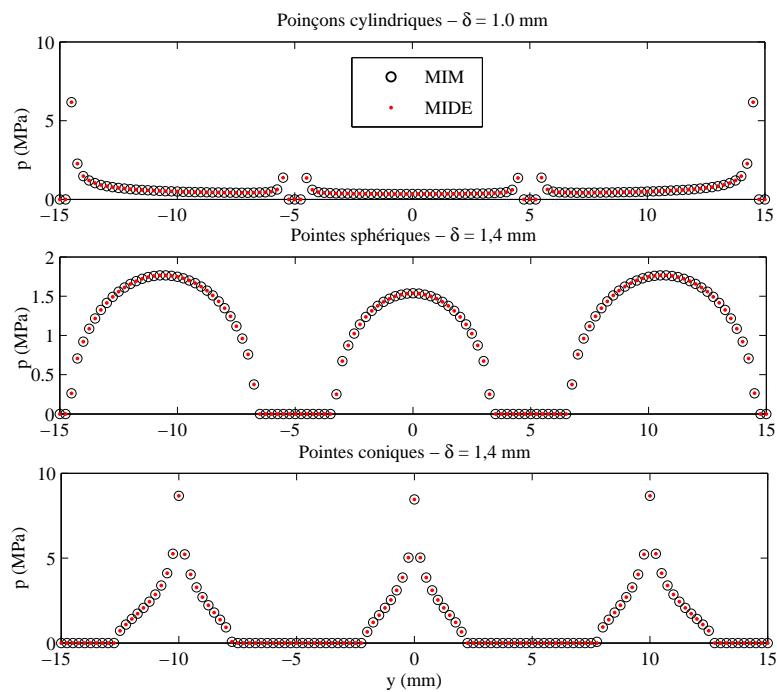 Poinçons cylindriques – δ = 1.0 mm
10
5
0
p (MPa)
MIM
MIDE
−15 −10 −5 0 5 10 15
Pointes sphériques – δ = 1,4 mm
2
1.5
1
0.5
0
p (MPa)
−15 −10 −5 0 5 10 15
Pointes coniques – δ = 1,4 mm
10
5
0
p (MPa)
−15 −10 −5 0 5 10 15
y (mm)